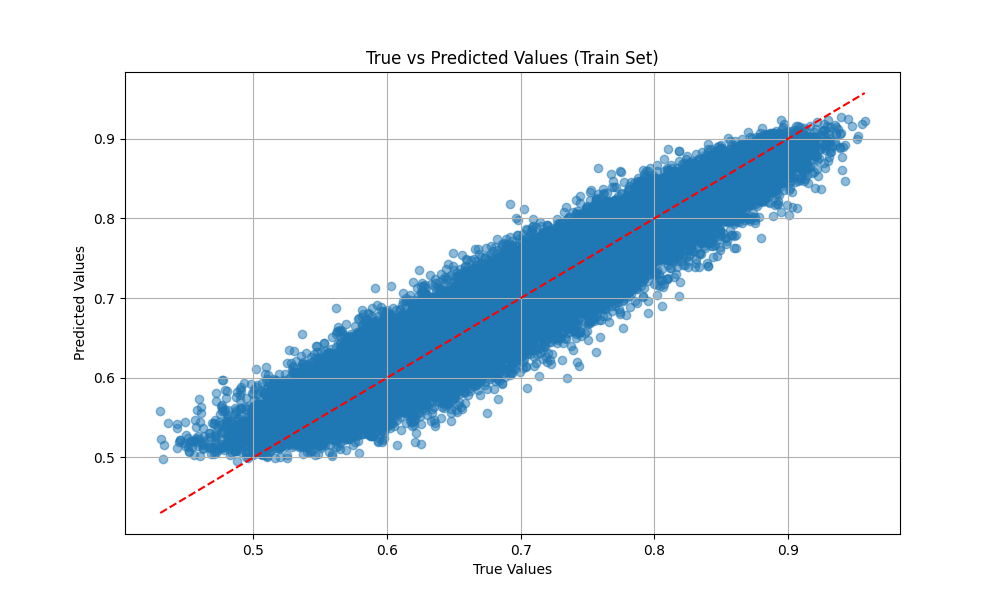 True vs Predicted Values (Train Set)
Predicted Values
0.9
0.8
0.7
0.6
0.5
0.5 0.6 0.7 0.8 0.9
True Values